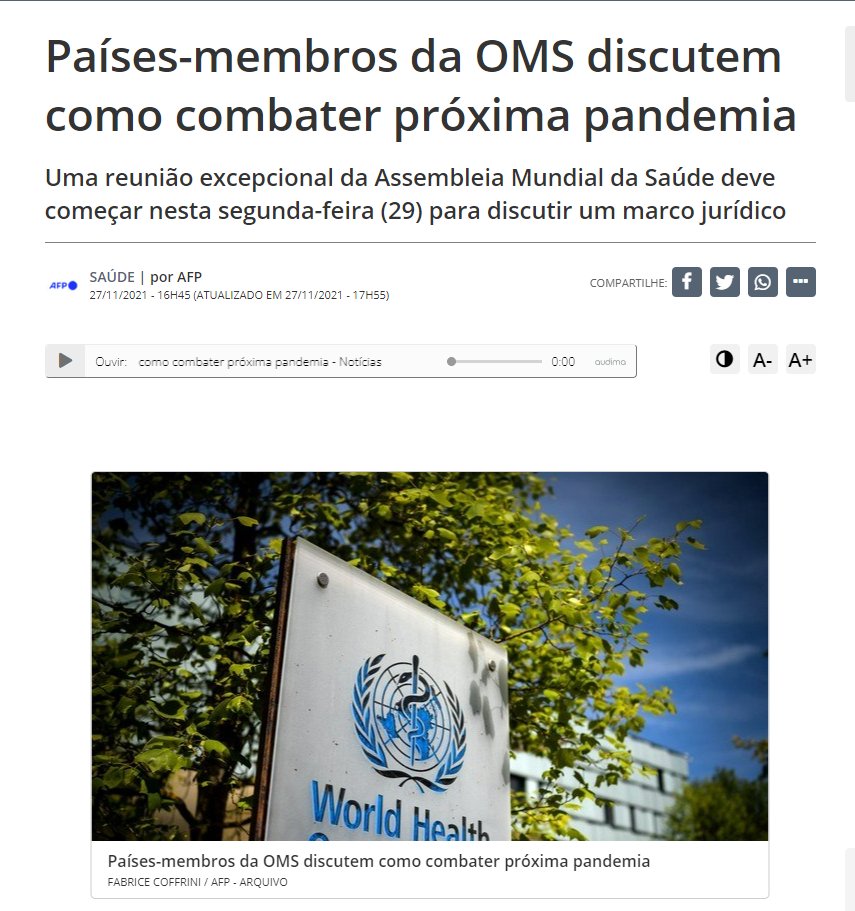 Países-membros da OMS discutem
como combater próxima pandemia
Uma reunião excepcional da Assembleia Mundial da Saúde deve
começar nesta segunda-feira (29) para discutir um marco jurídico
AFP
SAÚDE | por AFP
27/11/2021 - 16H45 (ATUALIZADO EM 27/11/2021 - 17H55)
COMPARTILHE:
Ouvir: como combater próxima pandemia - Notícias 0:00 audima
A- A+
World Health
Países-membros da OMS discutem como combater próxima pandemia
FABRICE COFFRINI / AFP - ARQUIVO